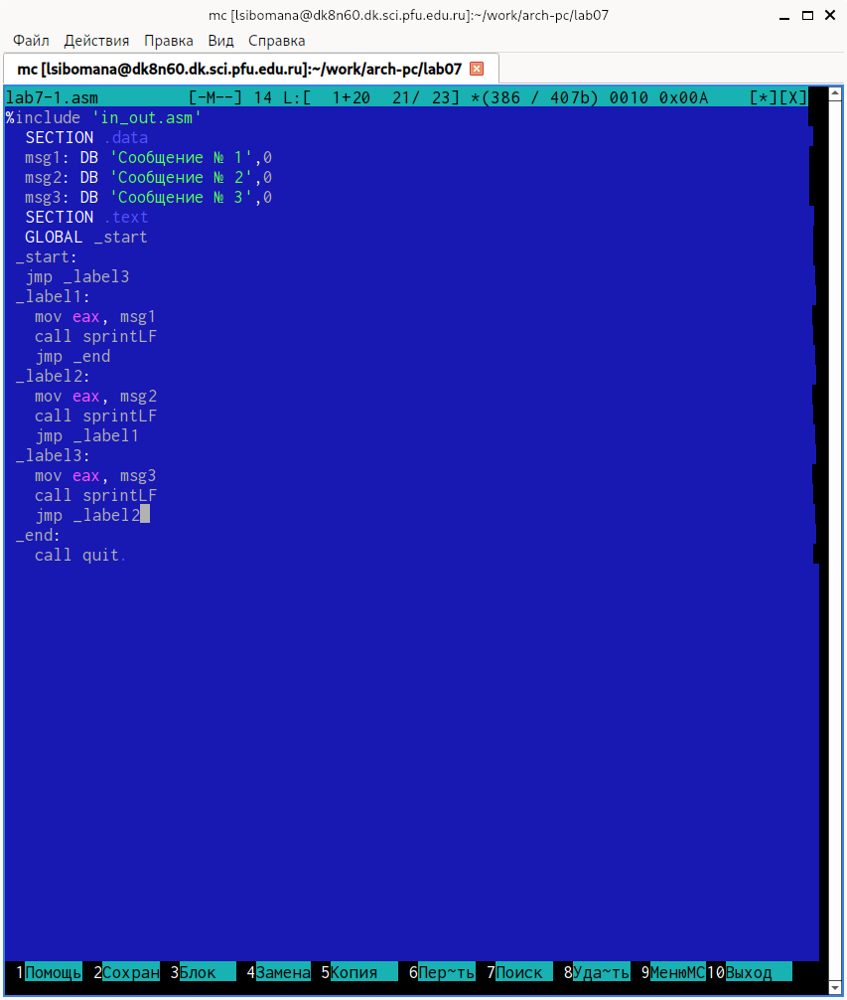 mc [lsibomana@dk8n60.dk.sci.pfu.edu.ru]:~/work/arch-pc/lab07
Файл Действия Правка Вид Справка
mc [lsibomana@dk8n60.dk.sci.pfu.edu.ru]:~/work/arch-pc/lab07
lab7-1.asm [-M--] 14 L:[ 1+20 21/ 23] *(386 / 407b) 0010 0x00A [*][X]
%include 'in_out.asm'
SECTION .data
msg1: DB 'Сообщение № 1',0
msg2: DB 'Сообщение № 2',0
msg3: DB 'Сообщение № 3',0
SECTION .text
GLOBAL _start
_start:
jmp _label3
_label1:
mov eax, msg1
call sprintLF
jmp _end
_label2:
mov eax, msg2
call sprintLF
jmp _label1
_label3:
mov eax, msg3
call sprintLF
jmp _label2
_end:
call quit.
1Помощь 2Сохран 3Блок 4Замена 5Копия 6Пер~ть 7Поиск 8Уда~ть 9МенюMC 10Выход